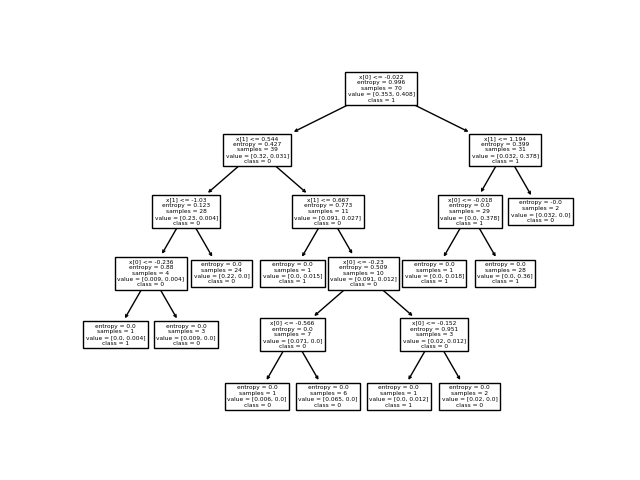 x[0] <= -0.022
entropy = 0.996
samples = 70
value = [0.353, 0.408]
class = 1
x[1] <= 0.544
entropy = 0.427
samples = 39
value = [0.32, 0.031]
class = 0
x[1] <= 1.194
entropy = 0.399
samples = 31
value = [0.032, 0.378]
class = 1
x[1] <= -1.03
entropy = 0.123
samples = 28
value = [0.23, 0.004]
class = 0
x[1] <= 0.667
entropy = 0.773
samples = 11
value = [0.091, 0.027]
class = 0
x[0] <= -0.018
entropy = 0.0
samples = 29
value = [0.0, 0.378]
class = 1
entropy = -0.0
samples = 2
value = [0.032, 0.0]
class = 0
x[0] <= -0.236
entropy = 0.88
samples = 4
value = [0.009, 0.004]
class = 0
entropy = 0.0
samples = 24
value = [0.22, 0.0]
class = 0
entropy = 0.0
samples = 1
value = [0.0, 0.015]
class = 1
x[0] <= -0.23
entropy = 0.509
samples = 10
value = [0.091, 0.012]
class = 0
entropy = 0.0
samples = 1
value = [0.0, 0.018]
class = 1
entropy = 0.0
samples = 28
value = [0.0, 0.36]
class = 1
entropy = 0.0
samples = 1
value = [0.0, 0.004]
class = 1
entropy = 0.0
samples = 3
value = [0.009, 0.0]
class = 0
x[0] <= -0.566
entropy = 0.0
samples = 7
value = [0.071, 0.0]
class = 0
x[0] <= -0.152
entropy = 0.951
samples = 3
value = [0.02, 0.012]
class = 0
entropy = 0.0
samples = 1
value = [0.006, 0.0]
class = 0
entropy = 0.0
samples = 6
value = [0.065, 0.0]
class = 0
entropy = 0.0
samples = 1
value = [0.0, 0.012]
class = 1
entropy = 0.0
samples = 2
value = [0.02, 0.0]
class = 0